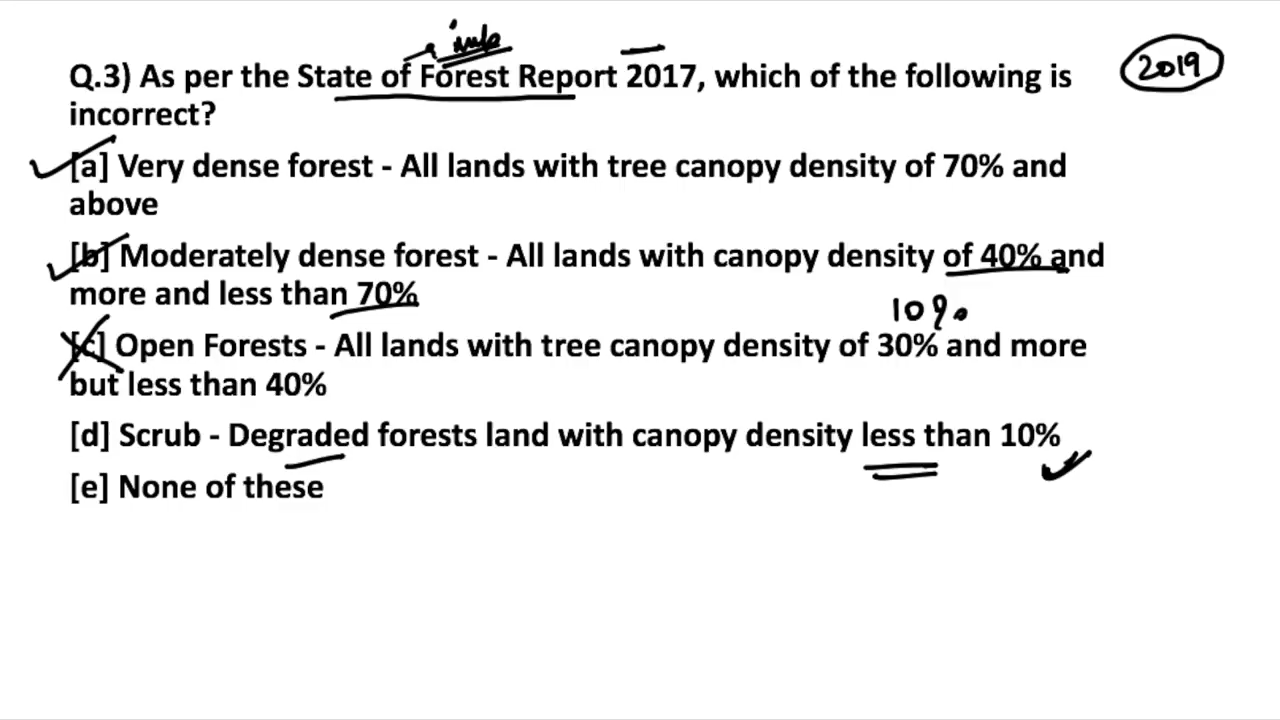 2019
Q.3) As per the State of Forest Report 2017, which of the following is
incorrect?
[a] Very dense forest - All lands with tree canopy density of 70% and
above
[b] Moderately dense forest - All lands with canopy density of 40% and
more and less than 70%
10%
[c] Open Forests - All lands with tree canopy density of 30% and more
but less than 40%
[d] Scrub - Degraded forests land with canopy density less than 10%
[e] None of these